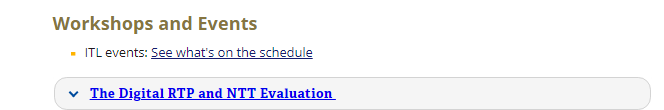 Workshops and Events
ITL events: See what's on the schedule
The Digital RTP and NTT Evaluation